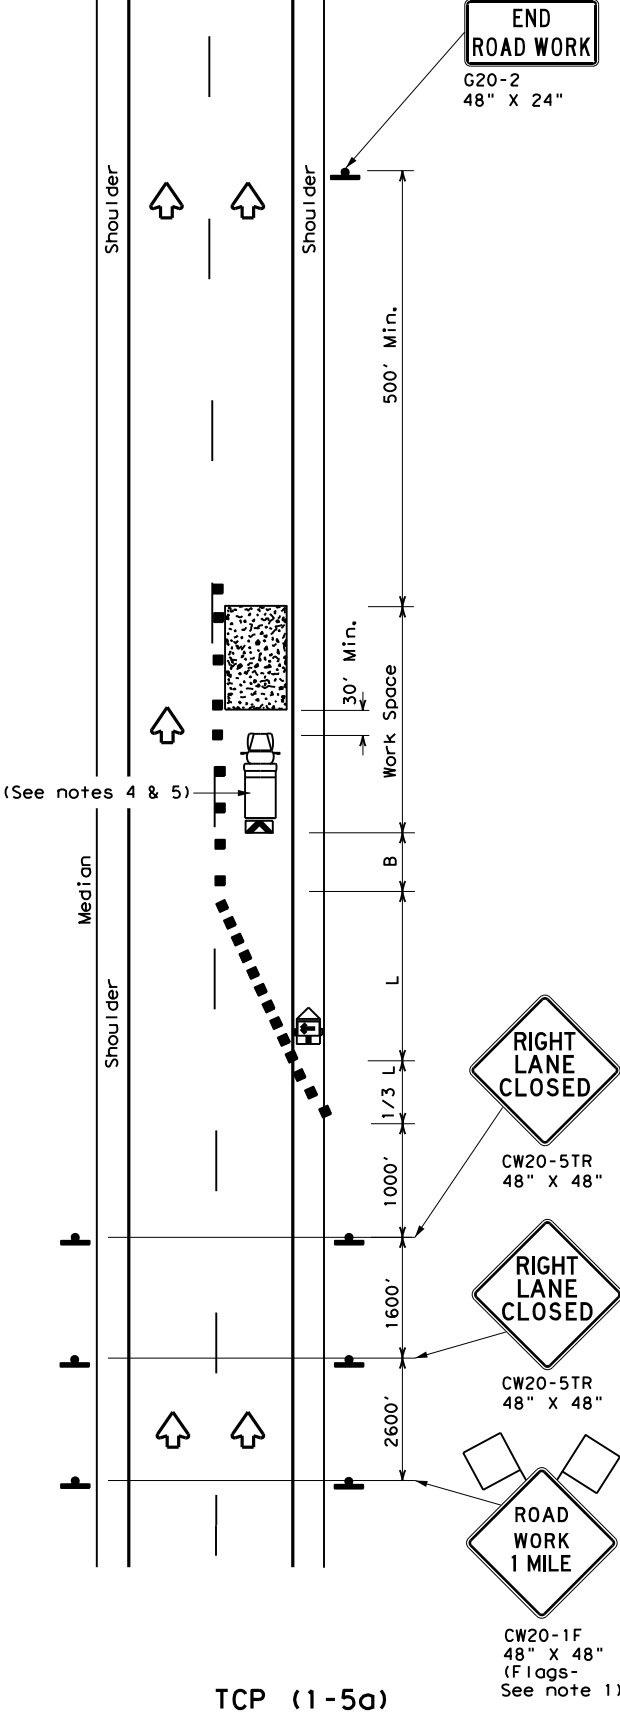 END
ROAD WORK
G20-2
48" X 24"
Shoulder
Shoulder
500' Min.
30' Min.
Work Space
(See notes 4 & 5)
B
Median
L
Shoulder
1/3 L
RIGHT
LANE
CLOSED
CW20-5TR
48" X 48"
1000'
1600'
RIGHT
LANE
CLOSED
CW20-5TR
48" X 48"
2600'
ROAD
WORK
1 MILE
CW20-1F
48" X 48"
(Flags-
See note 1)
TCP (1-5a)